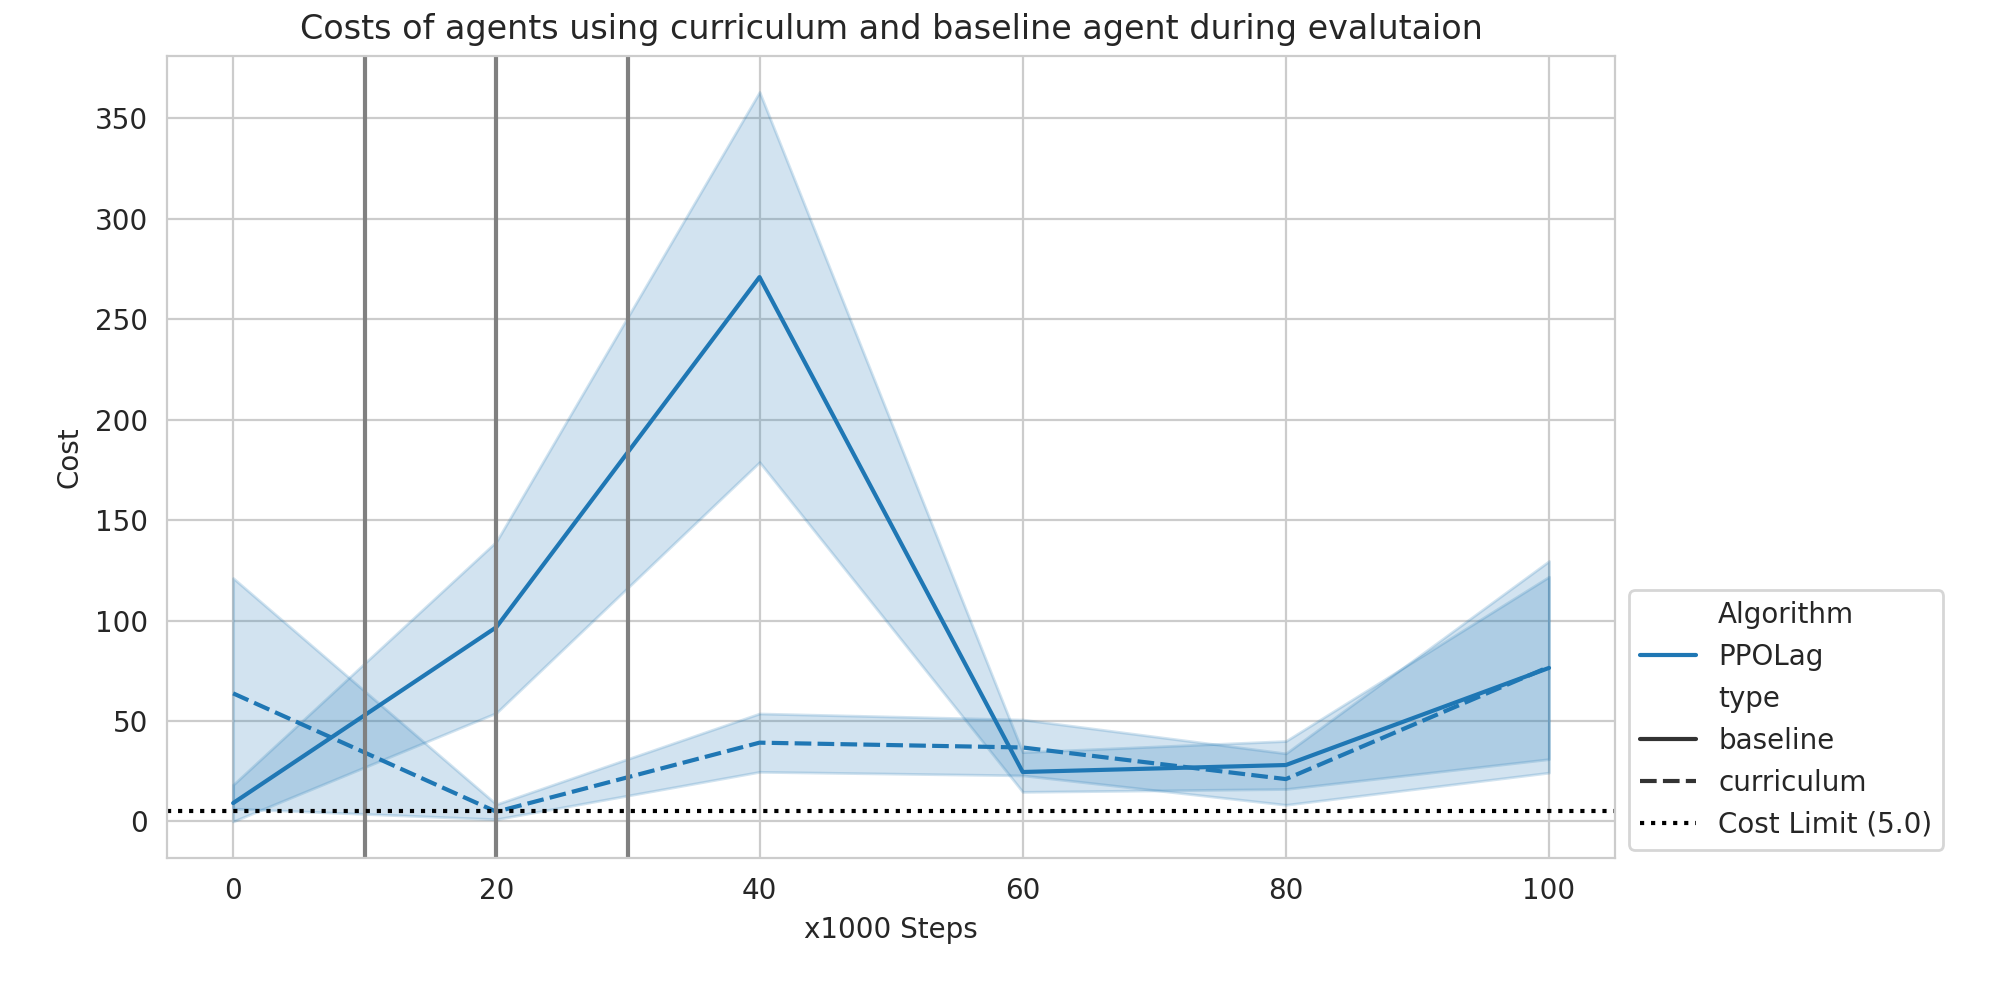 Costs of agents using curriculum and baseline agent during evalutaion
350
300
250
200
150
100
50
0
Cost
0 20 40 60 80 100
x1000 Steps
Algorithm
PPOLag
type
baseline
curriculum
Cost Limit (5.0)